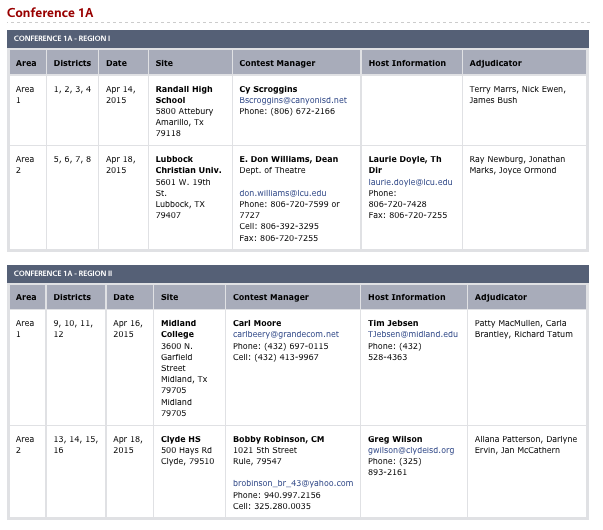 Conference 1A
CONFERENCE 1A - REGION I
Area Districts Date Site Contest Manager Host Information Adjudicator
Area
1
1, 2, 3, 4
Apr 14,
2015
Randall High
School
5800 Attebury
Amarillo, Tx
79118
Cy Scroggins
Bscroggins@canyonisd.net
Phone: (806) 672-2166
Terry Marrs, Nick Ewen,
James Bush
Area
2
5, 6, 7, 8
Apr 18,
2015
Lubbock
Christian Univ.
5601 W. 19th
St.
Lubbock, TX
79407
E. Don Williams, Dean
Dept. of Theatre
don.williams@lcu.edu
Phone: 806-720-7599 or
7727
Cell: 806-392-3295
Fax: 806-720-7255
Laurie Doyle, Th
Dir
laurie.doyle@lcu.edu
Phone:
806-720-7428
Fax: 806-720-7255
Ray Newburg, Jonathan
Marks, Joyce Ormond
CONFERENCE 1A - REGION II
Area Districts Date Site Contest Manager Host Information Adjudicator
Area
1
9, 10, 11,
12
Apr 16,
2015
Midland
College
3600 N.
Garfield
Street
Midland, Tx
79705
Midland
79705
Carl Moore
carlbeery@grandecom.net
Phone: (432) 697-0115
Cell: (432) 413-9967
Tim Jebsen
TJebsen@midland.edu
Phone: (432)
528-4363
Patty MacMullen, Carla
Brantley, Richard Tatum
Area
2
13, 14, 15,
16
Apr 18,
2015
Clyde HS
500 Hays Rd
Clyde, 79510
Bobby Robinson, CM
1021 5th Street
Rule, 79547
brobinson_br_43@yahoo.com
Phone: 940.997.2156
Cell: 325.280.0035
Greg Wilson
gwilson@clydeisd.org
Phone: (325)
893-2161
Allana Patterson, Darlyne
Ervin, Jan McCathern